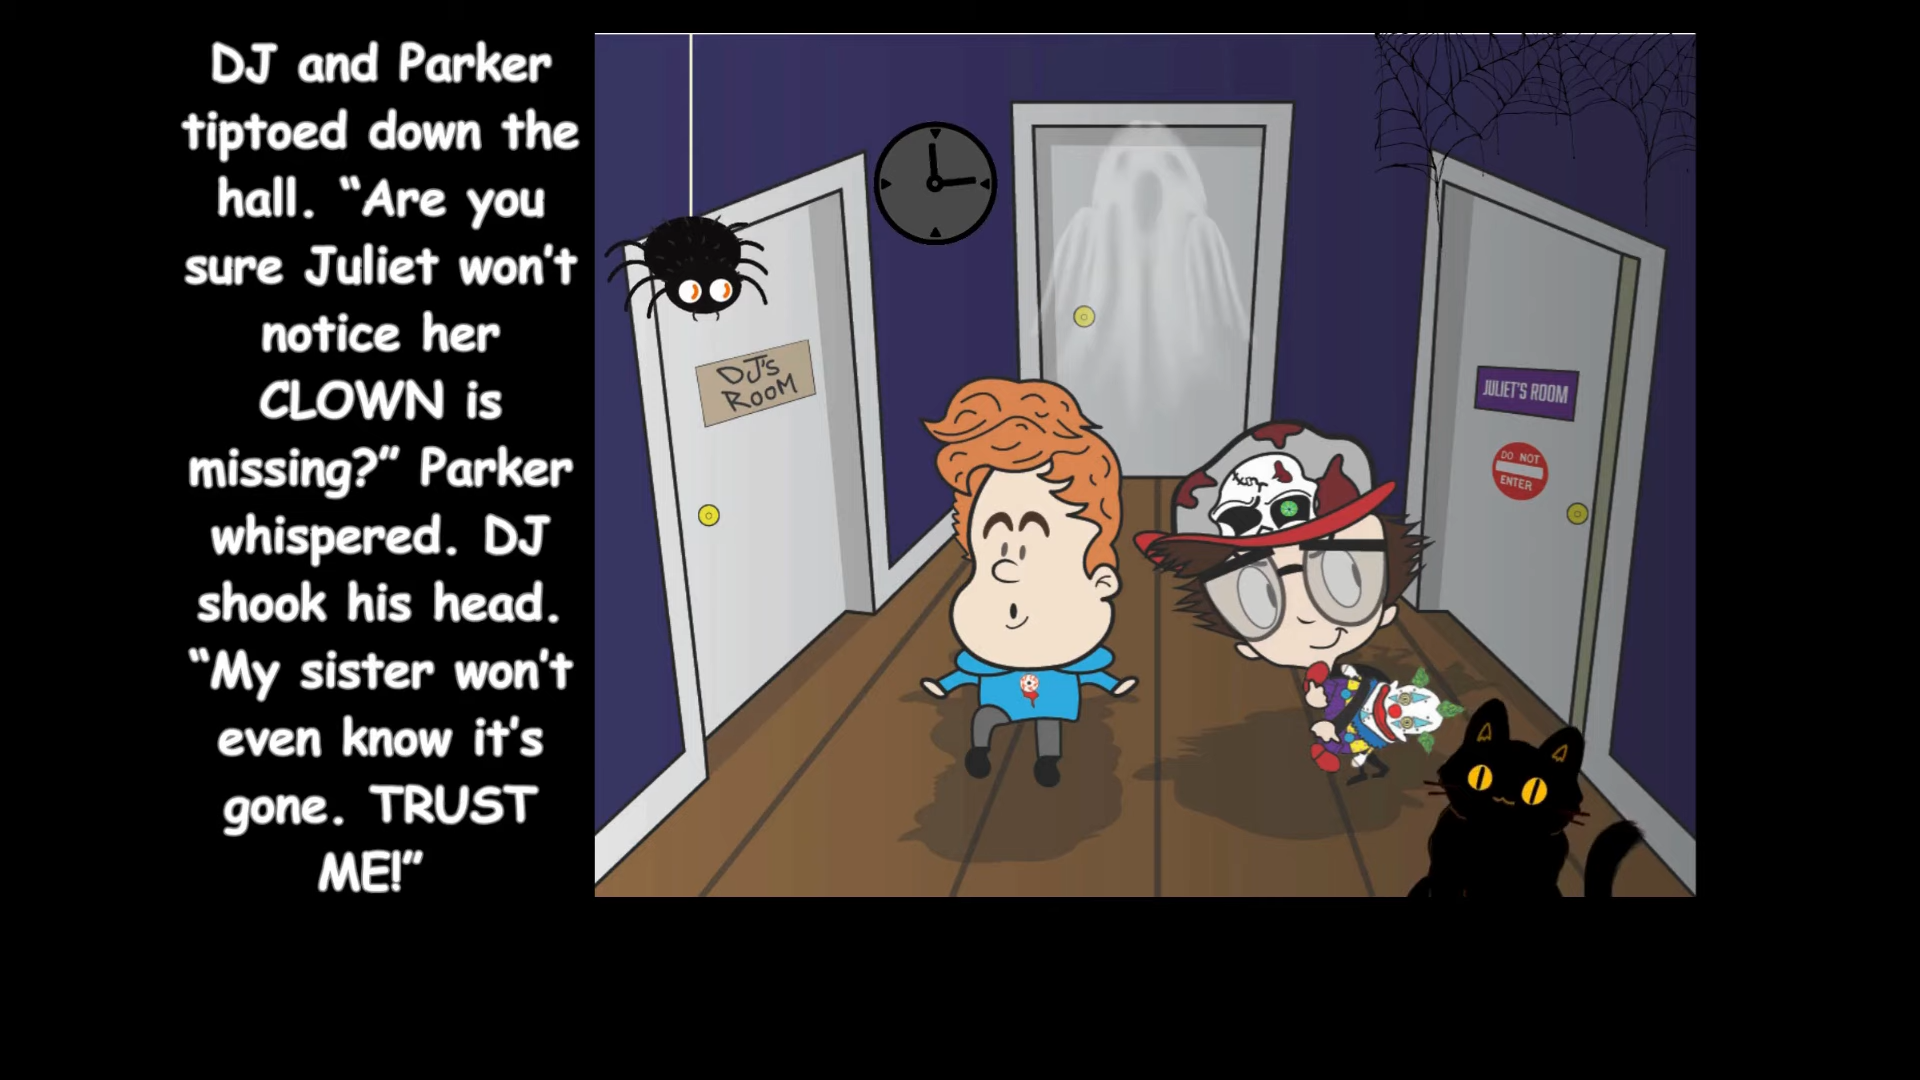 DJ and Parker
tiptoed down the
hall. “Are you
sure Juliet won’t
notice her
CLOWN is
missing?” Parker
whispered. DJ
shook his head.
“My sister won’t
even know it’s
gone. TRUST
ME!”
DJ'S
ROOM
JULIET'S ROOM
DO NOT
ENTER